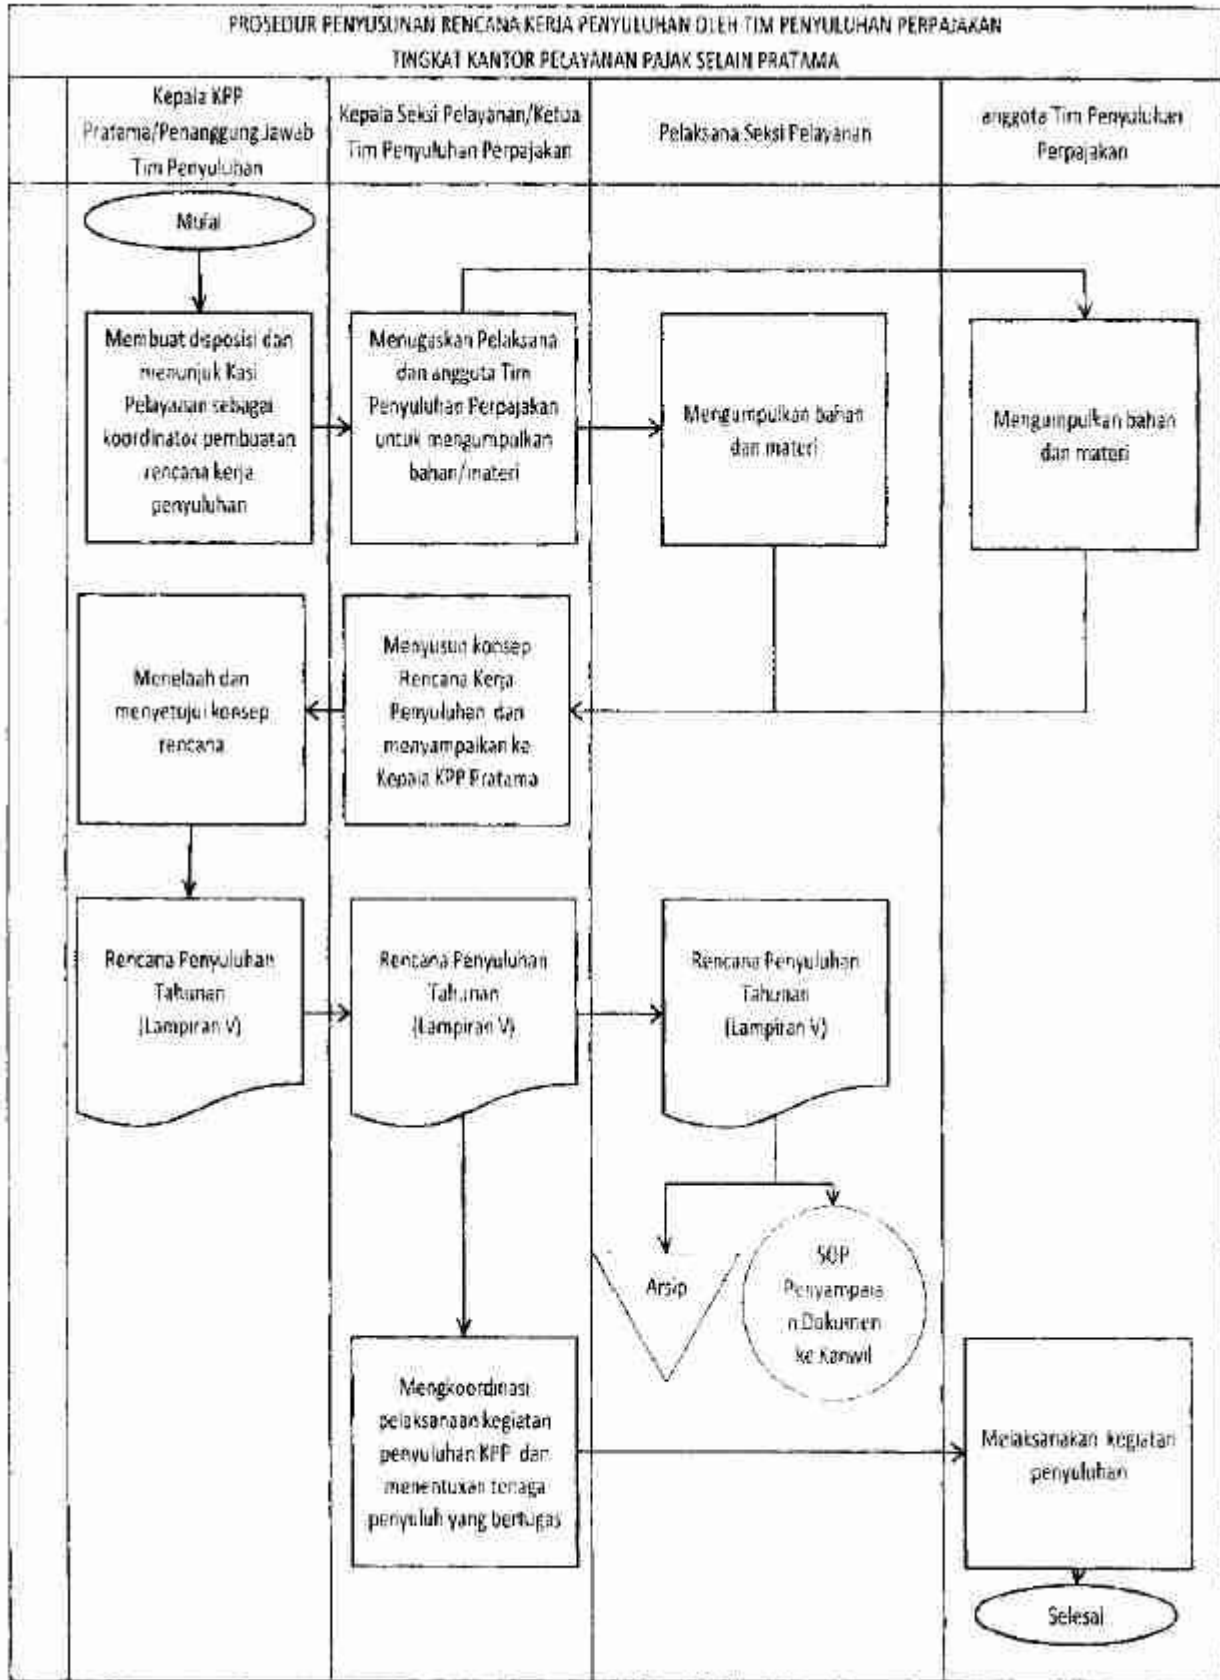 PROSEDUR PENYUSUNAN RENCANA KERJA PENYULUHAN OLEH TIM PENYULUHAN PERPAJAKAN
TINGKAT KANTOR PELAYANAN PAJAK SELAIN PRATAMA
Kepala KPP
Pratama/Penanggung Jawab
Tim Penyuluhan
Kepala Seksi Pelayanan/Ketua
Tim Penyuluhan Perpajakan
Pelaksana Seksi Pelayanan
anggota Tim Penyuluhan
Perpajakan
Mulai
Membuat disposisi dan
menunjuk Kasi
Pelayanan sebagai
koordinator pembuatan
rencana kerja
penyuluhan
Menugaskan Pelaksana
dan anggota Tim
Penyuluhan Perpajakan
untuk mengumpulkan
bahan/materi
Mengumpulkan bahan
dan materi
Mengumpulkan bahan
dan materi
Menelaah dan
menyetujui konsep
rencana
Menyusun konsep
Rencana Kerja
Penyuluhan dan
menyampaikan ke
Kepala KPP Pratama
Rencana Penyuluhan
Tahunan
(Lampiran V)
Rencana Penyuluhan
Tahunan
(Lampiran V)
Rencana Penyuluhan
Tahunan
(Lampiran V)
Arsip
SOP
Penyampaia
n Dokumen
ke Kanwil
Mengkoordinasi
pelaksanaan kegiatan
penyuluhan KPP dan
menentukan tenaga
penyuluh yang bertugas
Melaksanakan kegiatan
penyuluhan
Selesai